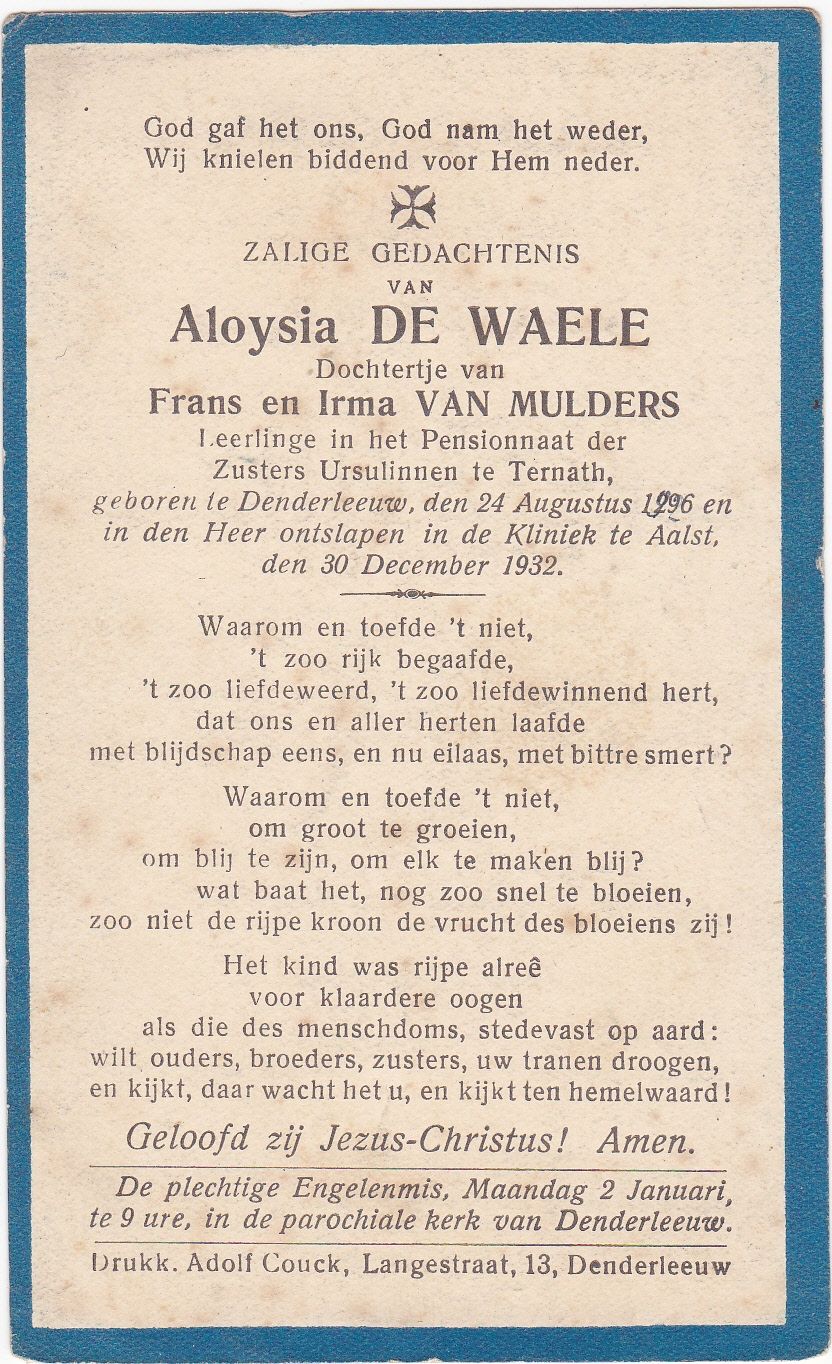 God gaf het ons, God nam het weder,
Wij knielen biddend voor Hem neder.
ZALIGE GEDACHTENIS
VAN
Aloysia DE WAELE
Dochtertje van
Frans en Irma VAN MULDERS
Leerlinge in het Pensionnaat der
Zusters Ursulinnen te Ternath,
geboren te Denderleeuw, den 24 Augustus en
in den Heer ontslapen in de Kliniek te Aalst,
den 30 December 1932.
Waarom en toefde 't niet,
't zoo rijk begaafde,
't zoo liefdeweerd, 't zoo liefdewinnend hert,
dat ons en aller herten laafde
met blijdschap eens, en nu eilaas, met bittre smert?
Waarom en toefde 't niet,
om groot te groeien,
om blij te zijn, om elk te maken blij?
wat baat het, nog zoo snel te bloeien,
zoo niet de rijpe kroon de vrucht des bloeiens zij!
Het kind was rijpe alreê
voor klaardere oogen
als die des menschdoms, stedevast op aard:
wilt ouders, broeders, zusters, uw tranen droogen,
en kijkt, daar wacht het u, en kijkt ten hemelwaard!
Geloofd zij Jezus-Christus! Amen.
De plechtige Engelenmis, Maandag 2 Januari,
te 9 ure, in de parochiale kerk van Denderleeuw.
Drukk. Adolf Couck, Langestraat, 13, Denderleeuw